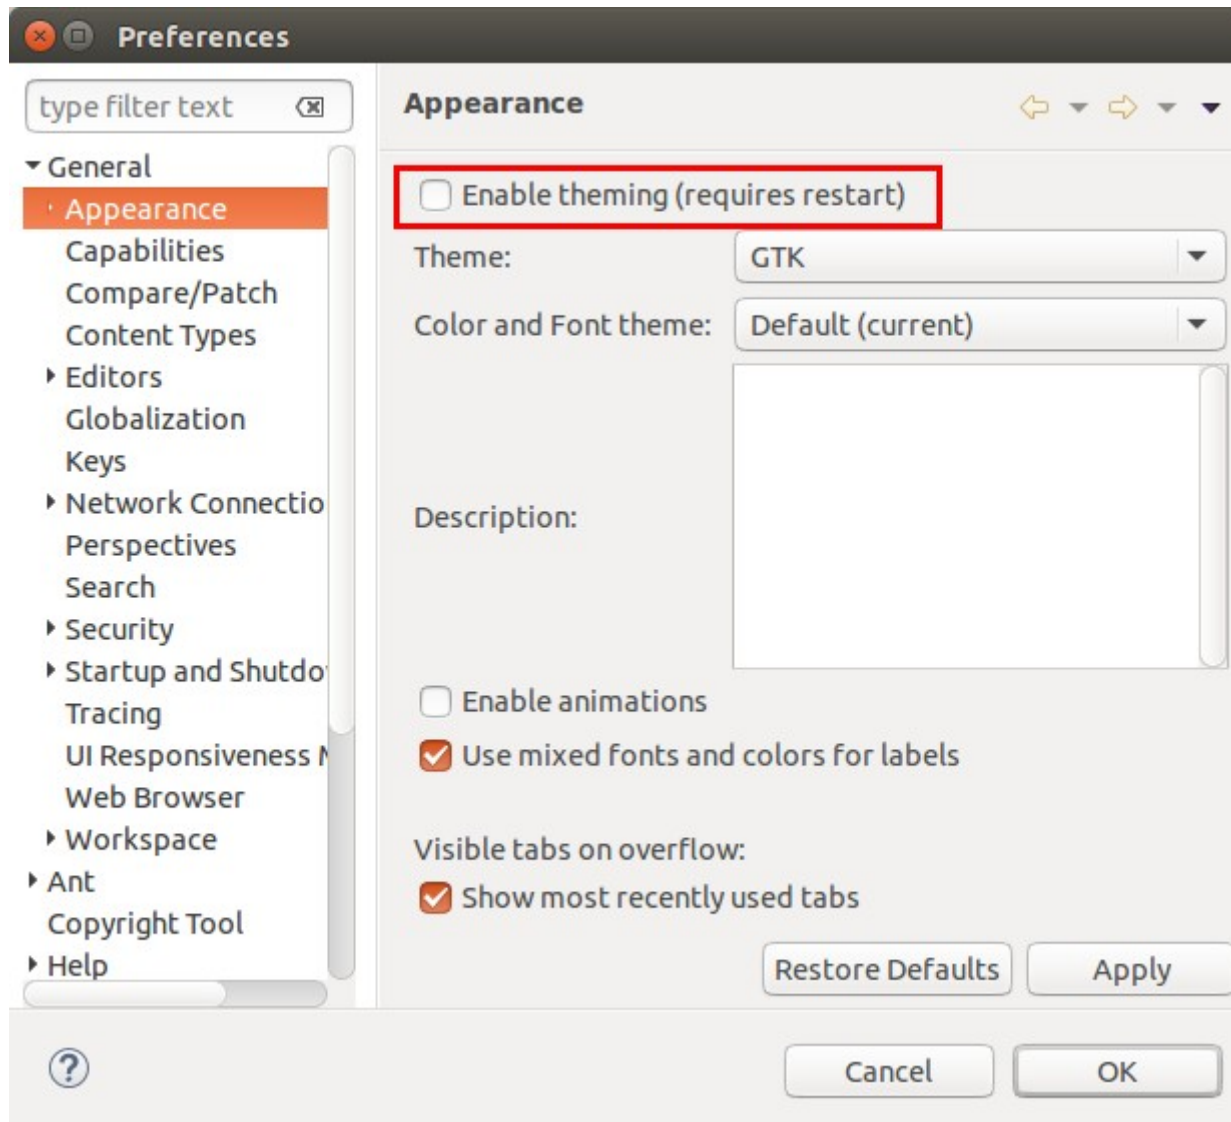 Preferences
type filter text
General
Appearance
Capabilities
Compare/Patch
Content Types
Editors
Globalization
Keys
Network Connectio
Perspectives
Search
Security
Startup and Shutdo
Tracing
UI Responsiveness
Web Browser
Workspace
Ant
Copyright Tool
Help
Appearance
Enable theming (requires restart)
Theme: GTK
Color and Font theme: Default (current)
Description:
Enable animations
Use mixed fonts and colors for labels
Visible tabs on overflow:
Show most recently used tabs
Restore Defaults Apply
? Cancel OK